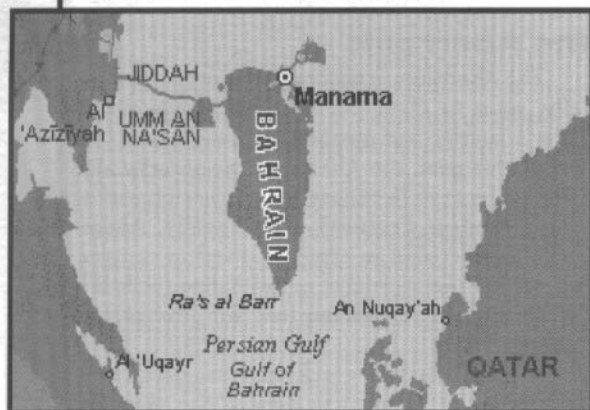 JIDDAH
Manama
Al
'Azīzīyah
UMM AN
NA'SAN
BAHRAIN
Ra's al Barr
An Nuqay'ah
Persian Gulf
Al 'Uqayr
Gulf of
Bahrain
QATAR